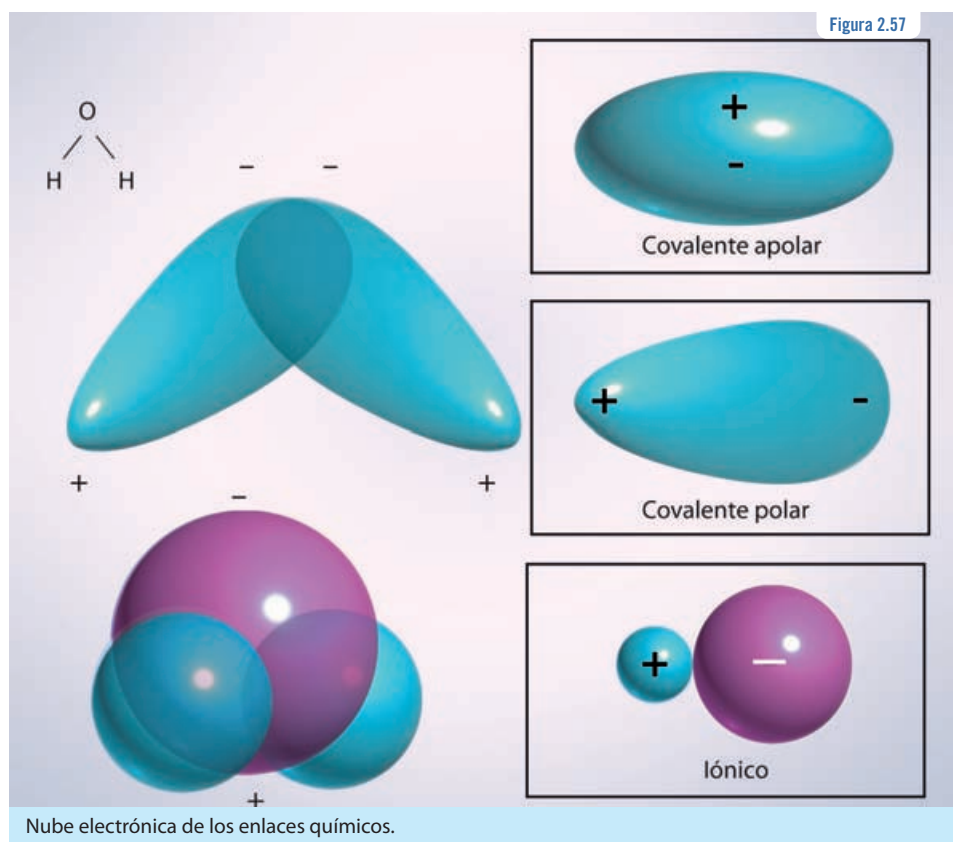 Figura 2.57
O
H H
– –
+ +
–
+
+
-
Covalente apolar
+ -
Covalente polar
+ –
Iónico
Nube electrónica de los enlaces químicos.